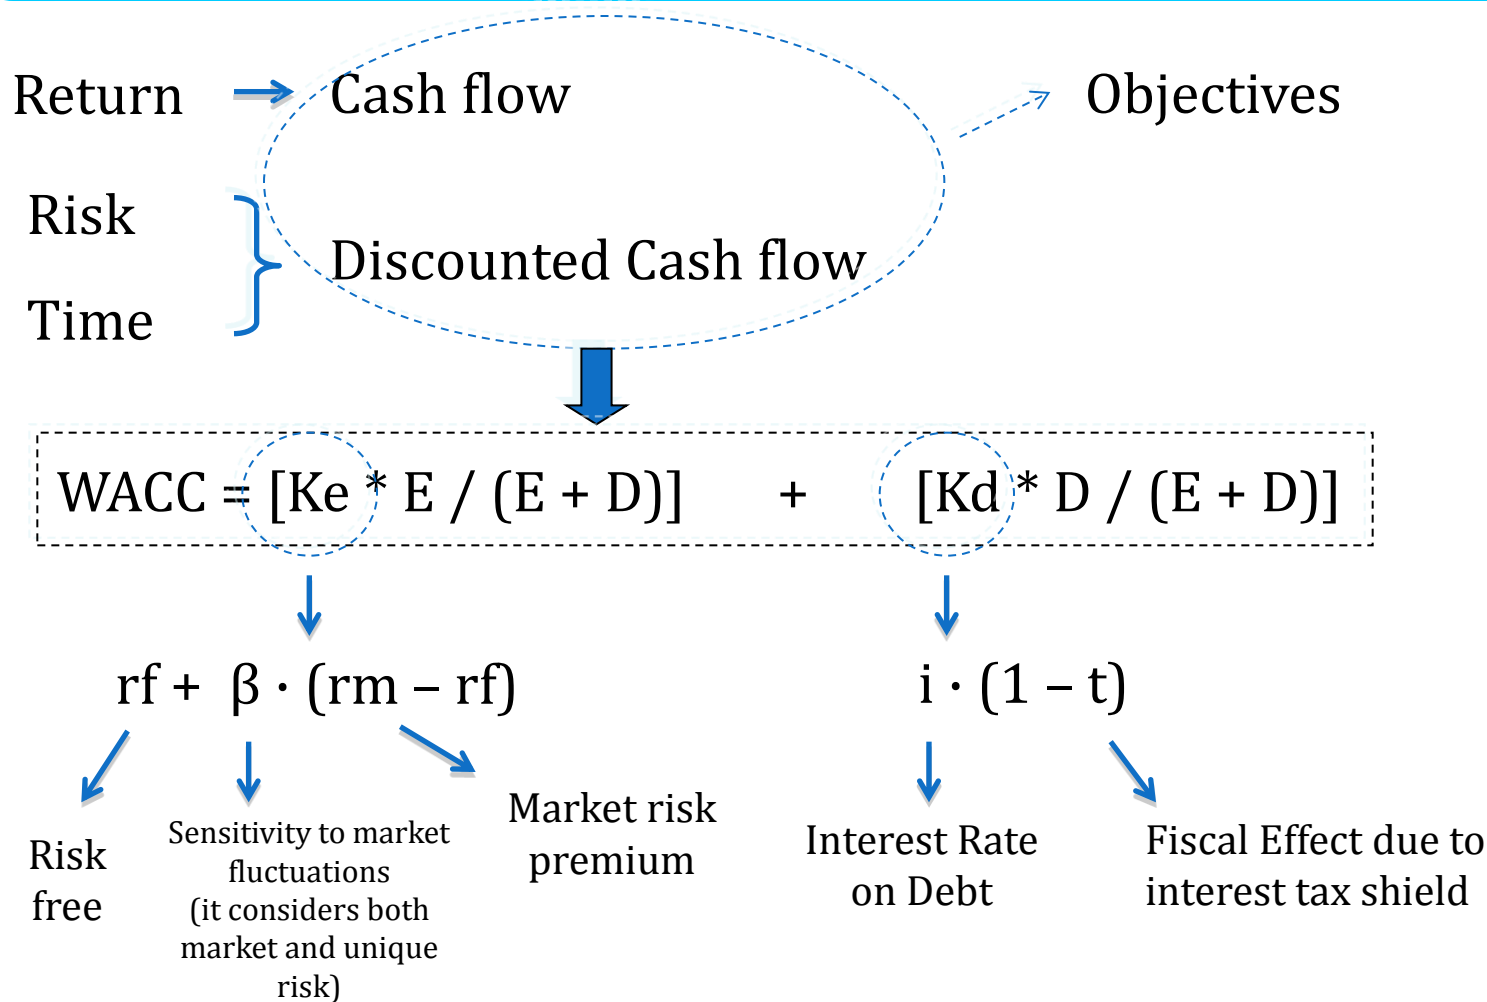 Return
Cash flow
Objectives
Risk
Discounted Cash flow
Time
WACC = [Ke * E / (E + D)] + [Kd * D / (E + D)]
rf + β · (rm – rf)
i · (1 – t)
Risk
free
Sensitivity to market
fluctuations
(it considers both
market and unique
risk)
Market risk
premium
Interest Rate
on Debt
Fiscal Effect due to
interest tax shield